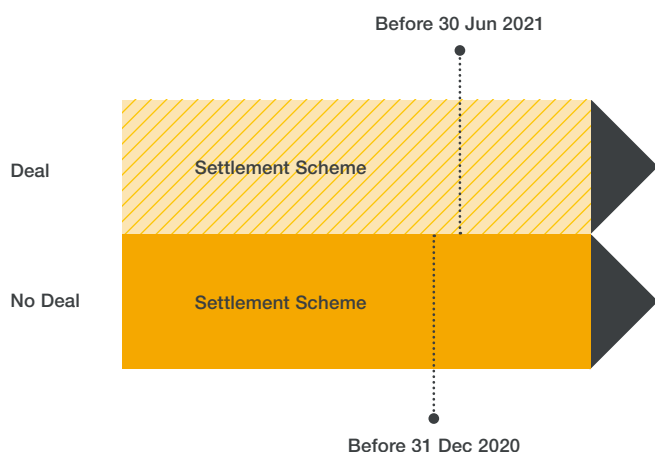 Before 30 Jun 2021
Deal
Settlement Scheme
No Deal
Settlement Scheme
Before 31 Dec 2020